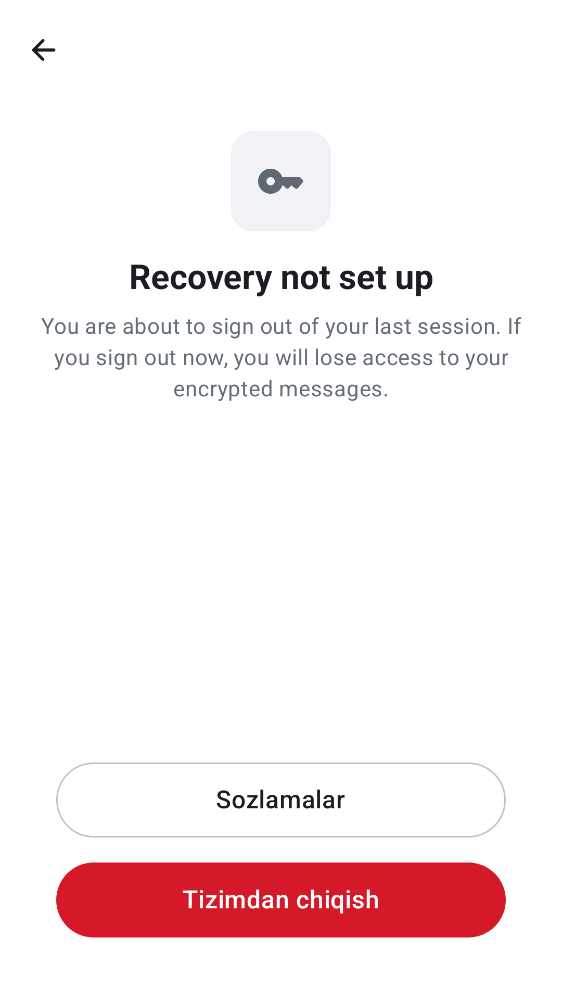 Recovery not set up
You are about to sign out of your last session. If
you sign out now, you will lose access to your
encrypted messages.
Sozlamalar
Tizimdan chiqish